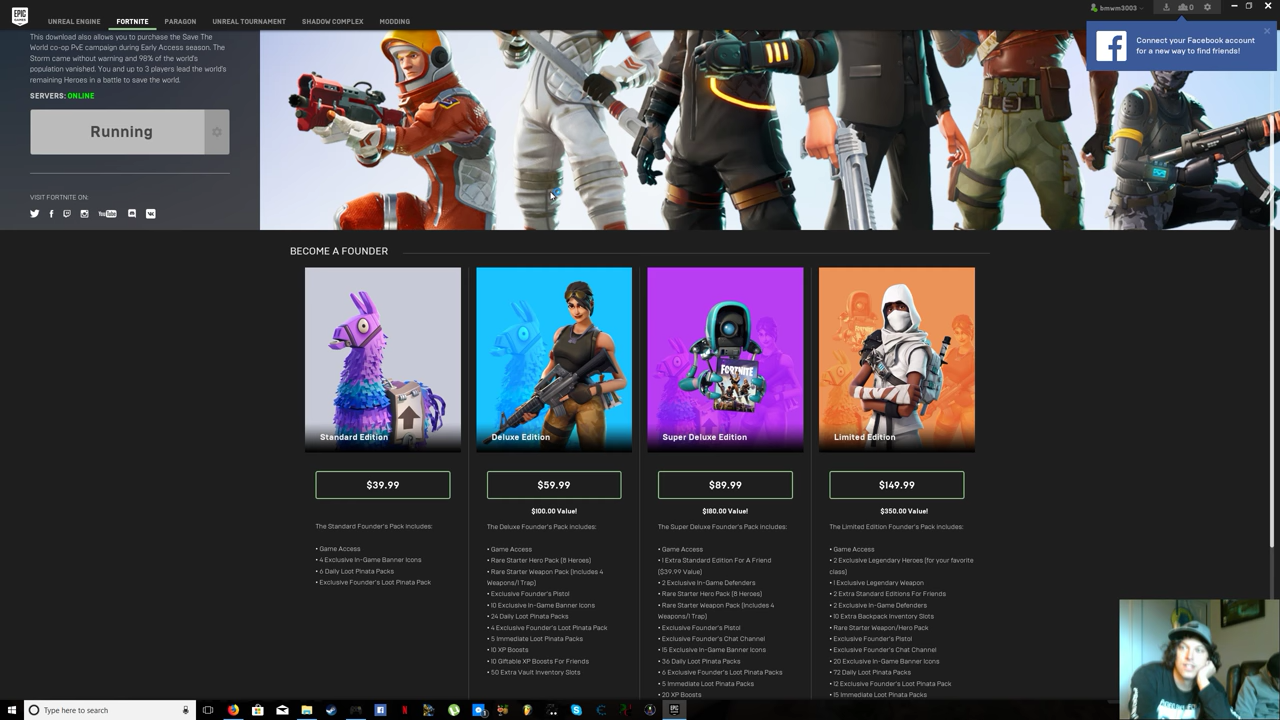 EPIC GAMES
UNREAL ENGINE
FORTNITE
PARAGON
UNREAL TOURNAMENT
SHADOW COMPLEX
MODDING
bmwm3003
0
Connect your Facebook account
for a new way to find friends!
This download also allows you to purchase the Save The
World co-op PvE campaign during Early Access season. The
Storm came without warning and 98% of the world's
population vanished. You and up to 3 players lead the world's
remaining Heroes in a battle to save the world.
SERVERS: ONLINE
Running
VISIT FORTNITE ON:
You Tube
BECOME A FOUNDER
FORTNITE
Standard Edition
Deluxe Edition
Super Deluxe Edition
Limited Edition
$39.99
$59.99
$89.99
$149.99
$100.00 Value!
$180.00 Value!
$350.00 Value!
The Standard Founder's Pack includes:
• Game Access
• 4 Exclusive In-Game Banner Icons
• 6 Daily Loot Pinata Packs
• Exclusive Founder's Loot Pinata Pack
The Deluxe Founder's Pack includes:
• Game Access
• Rare Starter Hero Pack (8 Heroes)
• Rare Starter Weapon Pack (Includes 4
Weapons/1 Trap)
• Exclusive Founder's Pistol
• 10 Exclusive In-Game Banner Icons
• 24 Daily Loot Pinata Packs
• 4 Exclusive Founder's Loot Pinata Pack
• 5 Immediate Loot Pinata Packs
• 10 XP Boosts
• 10 Giftable XP Boosts For Friends
• 50 Extra Vault Inventory Slots
The Super Deluxe Founder's Pack includes:
• Game Access
• 1 Extra Standard Edition For A Friend
($39.99 Value)
• 2 Exclusive In-Game Defenders
• Rare Starter Hero Pack (8 Heroes)
• Rare Starter Weapon Pack (Includes 4
Weapons/1 Trap)
• Exclusive Founder's Pistol
• Exclusive Founder's Chat Channel
• 15 Exclusive In-Game Banner Icons
• 36 Daily Loot Pinata Packs
• 6 Exclusive Founder's Loot Pinata Packs
• 5 Immediate Loot Pinata Packs
• 20 XP Boosts
The Limited Edition Founder's Pack includes:
• Game Access
• 2 Exclusive Legendary Heroes (for your favorite
class)
• 1 Exclusive Legendary Weapon
• 2 Extra Standard Editions For Friends
• 2 Exclusive In-Game Defenders
• 10 Extra Backpack Inventory Slots
• Rare Starter Weapon/Hero Pack
• Exclusive Founder's Pistol
• Exclusive Founder's Chat Channel
• 20 Exclusive In-Game Banner Icons
• 72 Daily Loot Pinata Packs
• 12 Exclusive Founder's Loot Pinata Pack
• 15 Immediate Loot Pinata Packs
Type here to search